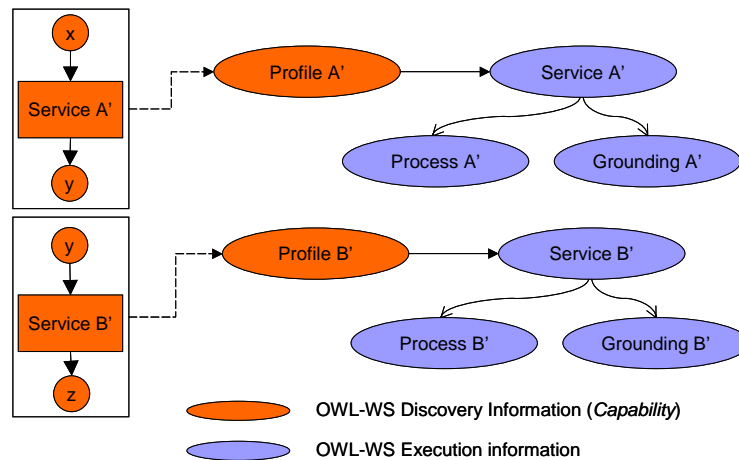 x
Service A’
y
Profile A’
Service A’
Process A’
Grounding A’
y
Service B’
z
Profile B’
Service B’
Process B’
Grounding B’
OWL-WS Discovery Information (Capability)
OWL-WS Execution information